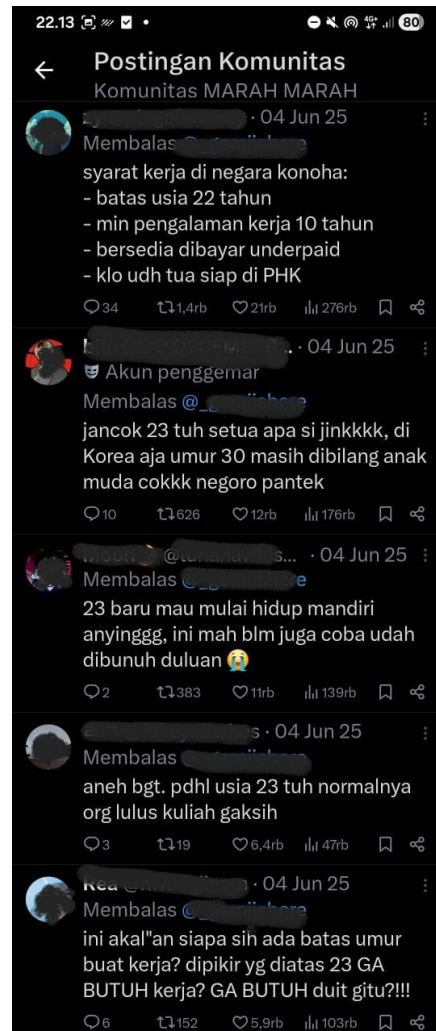 22.13
80
Postingan Komunitas
Komunitas MARAH MARAH
· 04 Jun 25
Membalas
syarat kerja di negara konoha:
- batas usia 22 tahun
- min pengalaman kerja 10 tahun
- bersedia dibayar underpaid
- klo udh tua siap di PHK
34 1,4rb 21rb 276rb
· 04 Jun 25
Akun penggemar
Membalas @_g
jancok 23 tuh setua apa si jinkkkk, di
Korea aja umur 30 masih dibilang anak
muda cokkk negoro pantek
10 626 12rb 176rb
· 04 Jun 25
Membalas
23 baru mau mulai hidup mandiri
anyinggg, ini mah blm juga coba udah
dibunuh duluan 😭
2 383 11rb 139rb
· 04 Jun 25
Membalas
aneh bgt. pdhl usia 23 tuh normalnya
org lulus kuliah gaksih
3 19 6,4rb 47rb
Rea · 04 Jun 25
Membalas
ini akal"an siapa sih ada batas umur
buat kerja? dipikir yg diatas 23 GA
BUTUH kerja? GA BUTUH duit gitu?!!!
6 152 5,9rb 103rb